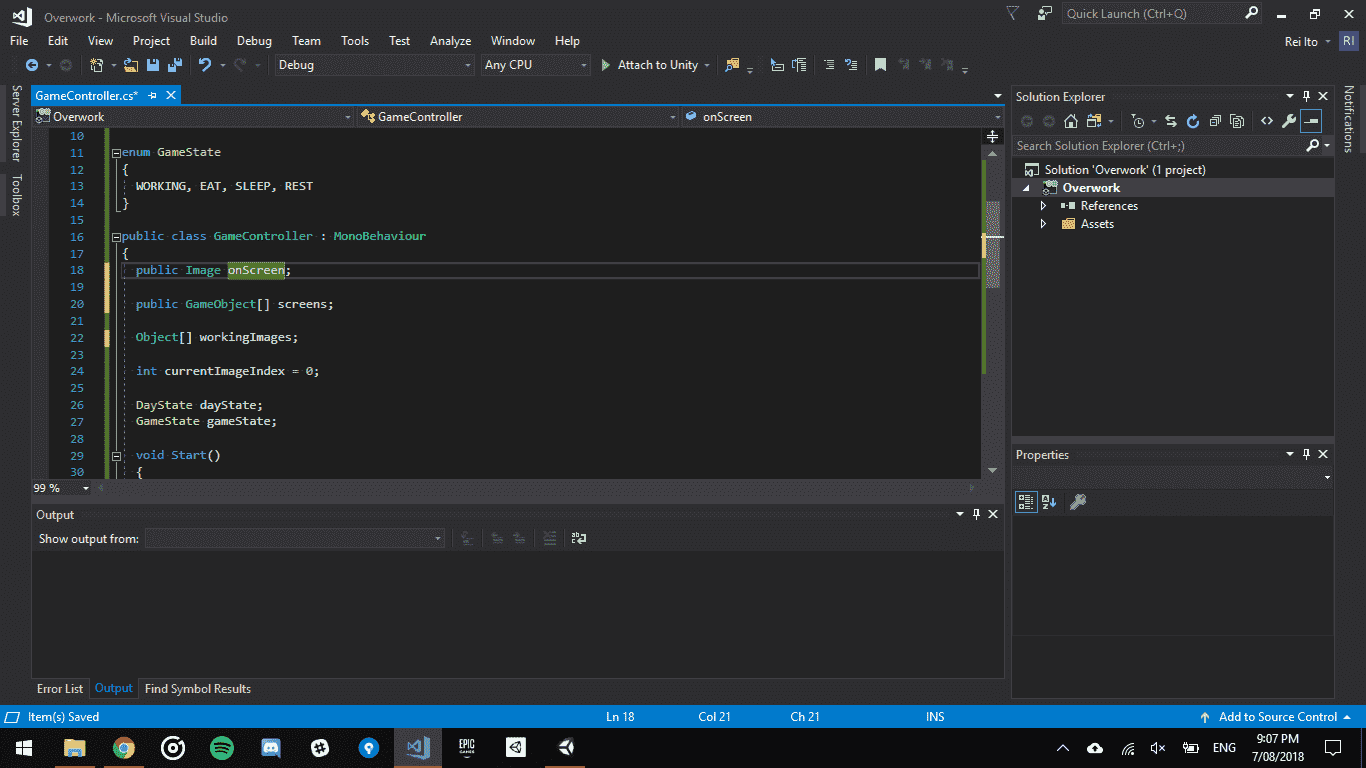 Overwork - Microsoft Visual Studio
Quick Launch (Ctrl+Q)
File Edit View Project Build Debug Team Tools Test Analyze Window Help
Rei Ito RI
Debug Any CPU Attach to Unity
Server Explorer
Toolbox
GameController.cs*
Overwork GameController onScreen
10
11 enum GameState
12 {
13 WORKING, EAT, SLEEP, REST
14 }
15
16 public class GameController : MonoBehaviour
17 {
18 public Image onScreen;
19
20 public GameObject[] screens;
21
22 Object[] workingImages;
23
24 int currentImageIndex = 0;
25
26 DayState dayState;
27 GameState gameState;
28
29 void Start()
30 {
99 %
Output
Show output from:
Error List Output Find Symbol Results
Solution Explorer
Search Solution Explorer (Ctrl+;)
Solution 'Overwork' (1 project)
Overwork
References
Assets
Properties
Notifications
Item(s) Saved Ln 18 Col 21 Ch 21 INS Add to Source Control
EPIC GAMES
ENG
9:07 PM
7/08/2018